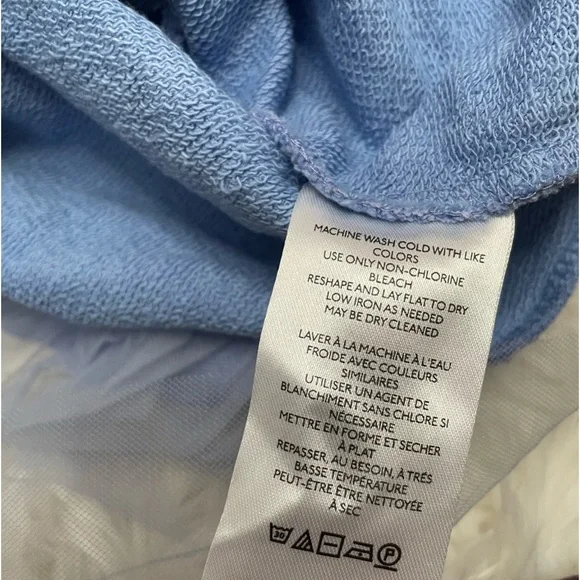 MACHINE WASH COLD WITH LIKE
COLORS
USE ONLY NON-CHLORINE
BLEACH
RESHAPE AND LAY FLAT TO DRY
LOW IRON AS NEEDED
MAY BE DRY CLEANED
LAVER À LA MACHINE À L'EAU
FROIDE AVEC COULEURS
SIMILAIRES
UTILISER UN AGENT DE
BLANCHIMENT SANS CHLORE SI
NÉCESSAIRE
METTRE EN FORME ET SECHER
À PLAT
REPASSER, AU BESOIN, À TRÉS
BASSE TEMPÉRATURE
PEUT-ÊTRE ÊTRE NETTOYÉE
À SEC
30 P